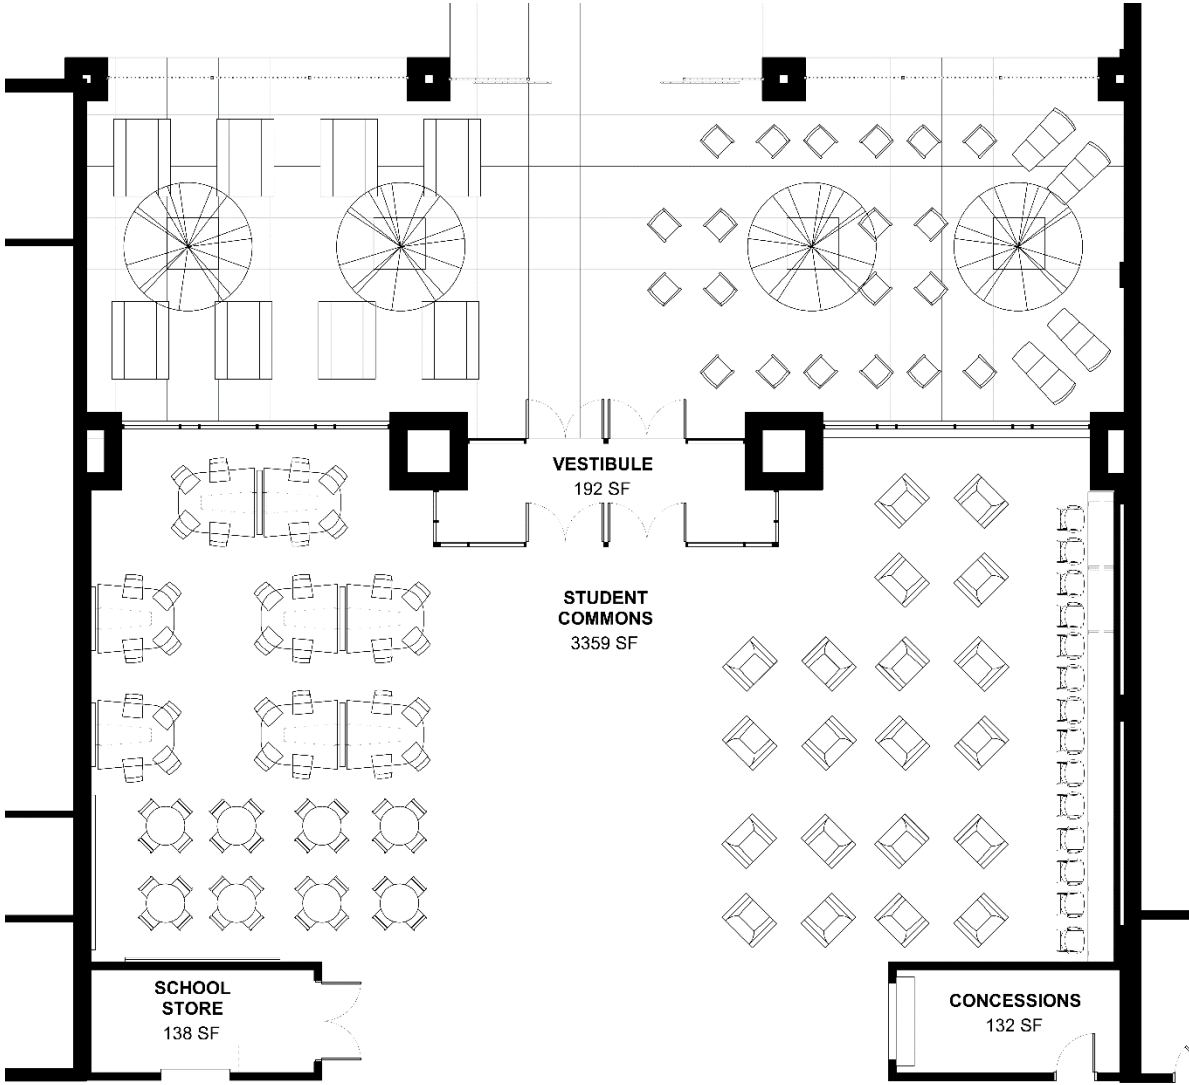 VESTIBULE
192 SF
STUDENT
COMMONS
3359 SF
SCHOOL
STORE
138 SF
CONCESSIONS
132 SF